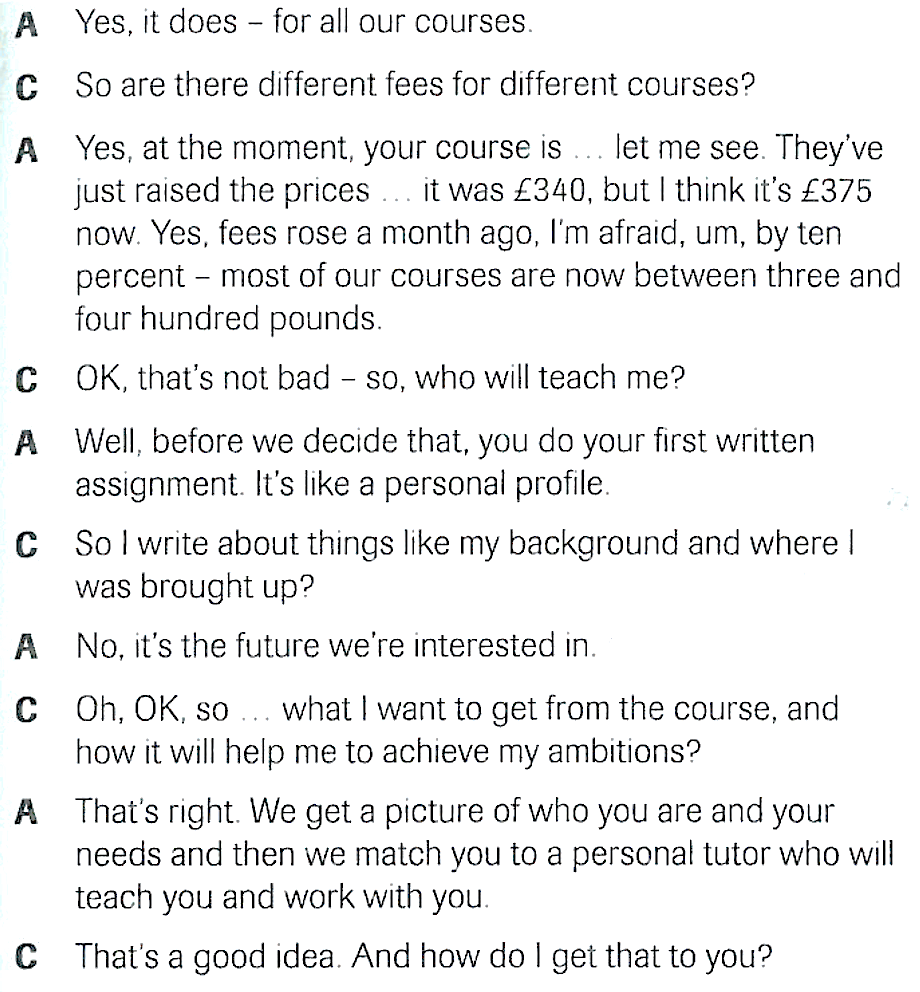 A Yes, it does – for all our courses.
C So are there different fees for different courses?
A Yes, at the moment, your course is ... let me see. They've
just raised the prices ... it was £340, but I think it's £375
now. Yes, fees rose a month ago, I'm afraid, um, by ten
percent – most of our courses are now between three and
four hundred pounds.
C OK, that's not bad – so, who will teach me?
A Well, before we decide that, you do your first written
assignment. It's like a personal profile.
C So I write about things like my background and where I
was brought up?
A No, it's the future we're interested in.
C Oh, OK, so ... what I want to get from the course, and
how it will help me to achieve my ambitions?
A That's right. We get a picture of who you are and your
needs and then we match you to a personal tutor who will
teach you and work with you.
C That's a good idea. And how do I get that to you?